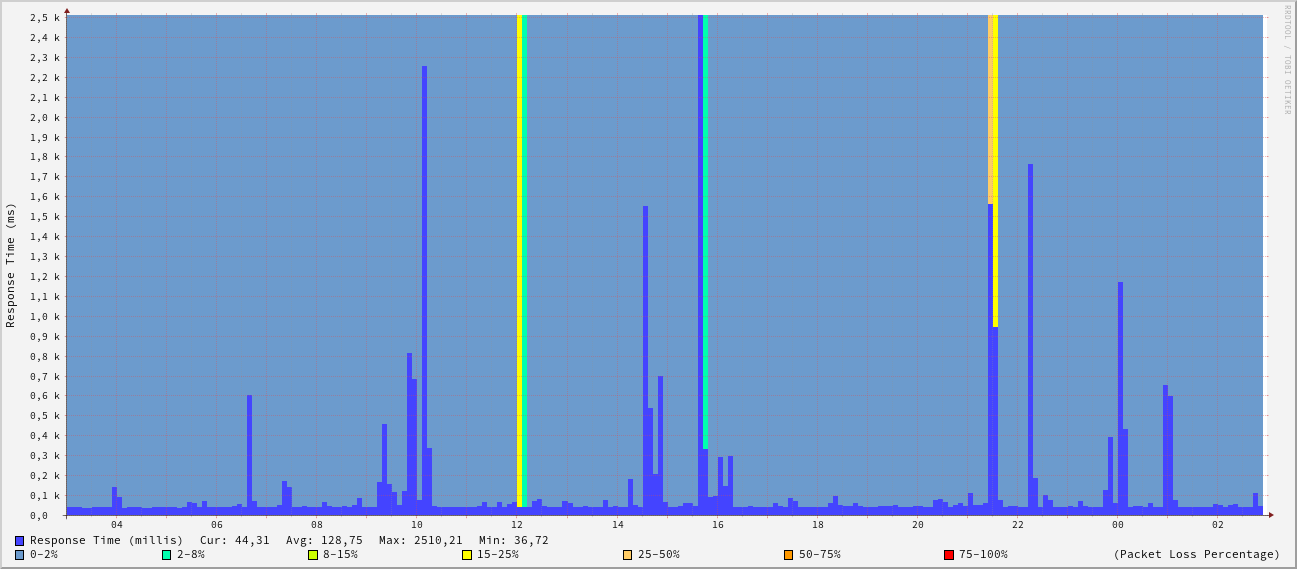 RRDTOOL / TOBI OETIKER
Response Time (ms)
2,5 k
2,4 k
2,3 k
2,2 k
2,1 k
2,0 k
1,9 k
1,8 k
1,7 k
1,6 k
1,5 k
1,4 k
1,3 k
1,2 k
1,1 k
1,0 k
0,9 k
0,8 k
0,7 k
0,6 k
0,5 k
0,4 k
0,3 k
0,2 k
0,1 k
0,0
04 06 08 10 12 14 16 18 20 22 00 02
Response Time (millis) Cur: 44,31 Avg: 128,75 Max: 2510,21 Min: 36,72
0-2% 2-8% 8-15% 15-25% 25-50% 50-75% 75-100% (Packet Loss Percentage)